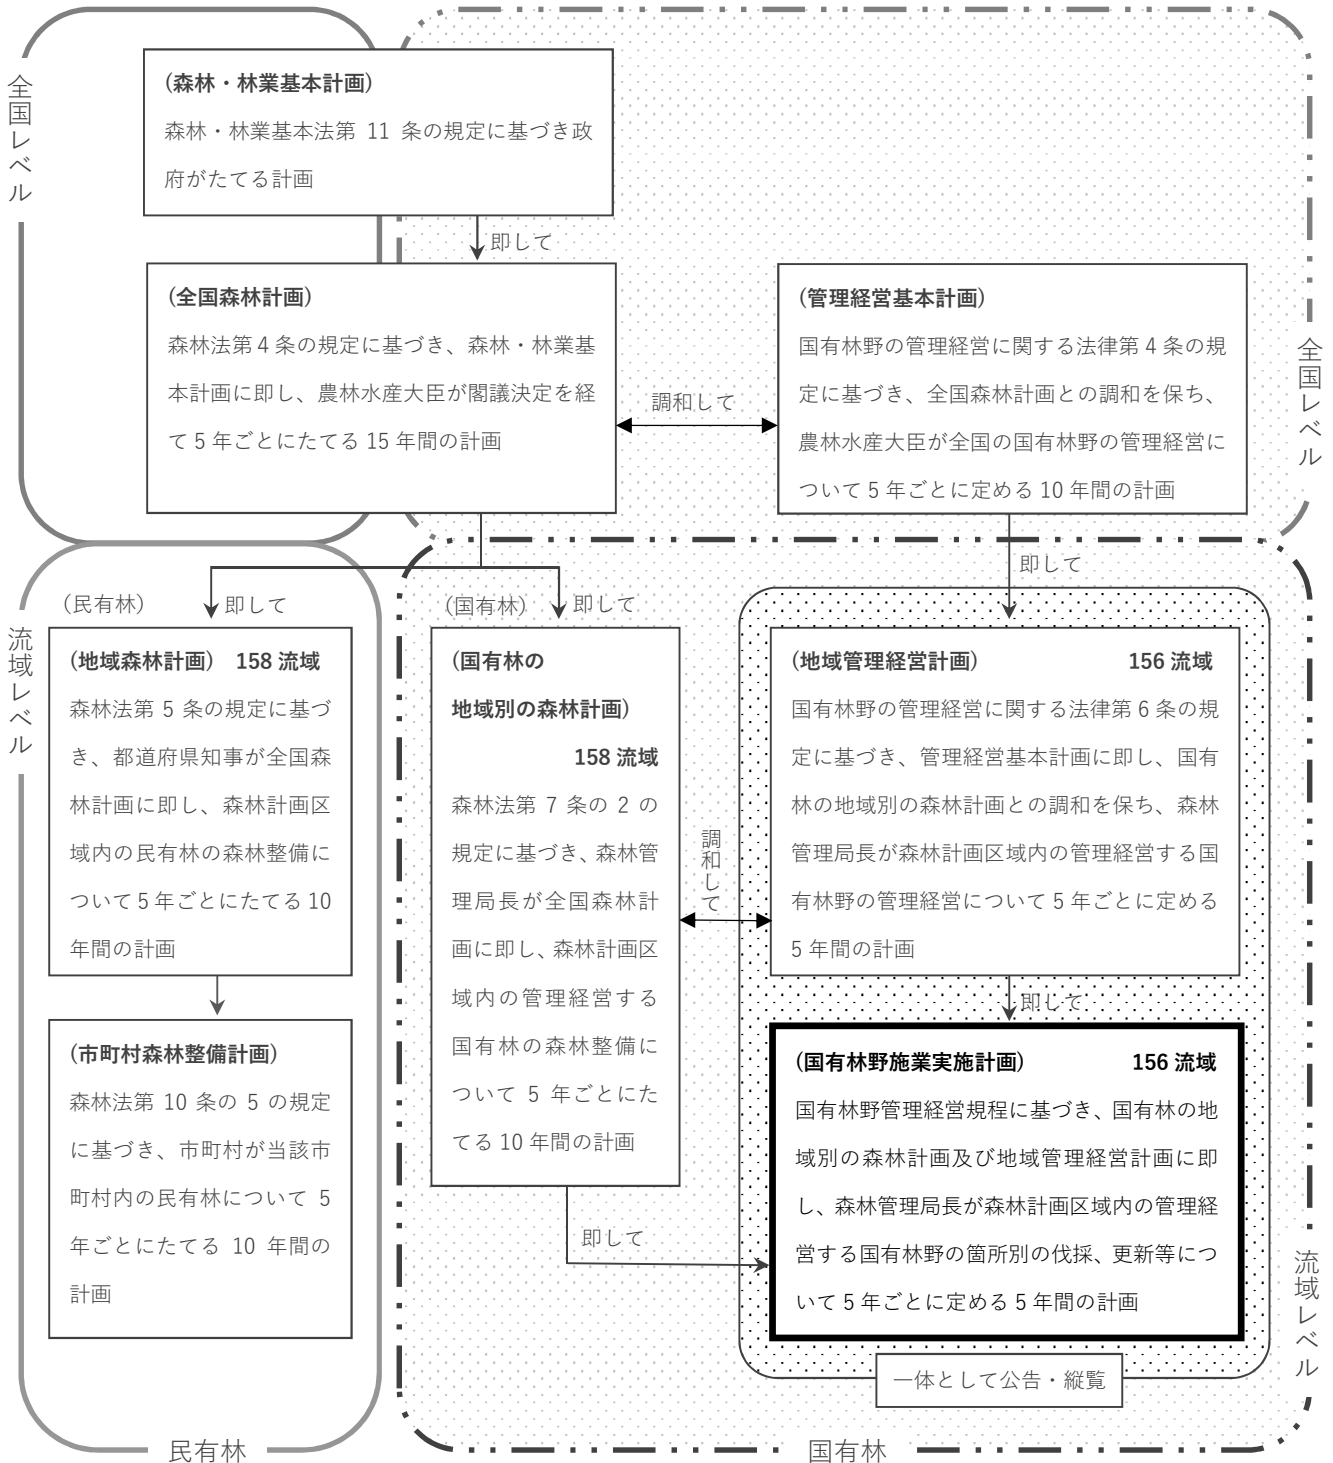 全国レベル
(森林・林業基本計画)
森林・林業基本法第 11 条の規定に基づき政
府がたてる計画
即して
(全国森林計画)
森林法第 4 条の規定に基づき、森林・林業基
本計画に即し、農林水産大臣が閣議決定を経
て 5 年ごとにたてる 15 年間の計画
調和して
(管理経営基本計画)
国有林野の管理経営に関する法律第 4 条の規
定に基づき、全国森林計画との調和を保ち、
農林水産大臣が全国の国有林野の管理経営に
ついて 5 年ごとに定める 10 年間の計画
全国レベル
即して
流域レベル
(民有林)
即して
(地域森林計画) 158 流域
森林法第 5 条の規定に基づ
き、都道府県知事が全国森
林計画に即し、森林計画区
域内の民有林の森林整備に
ついて 5 年ごとにたてる 10
年間の計画
(市町村森林整備計画)
森林法第 10 条の 5 の規定
に基づき、市町村が当該市
町村内の民有林について 5
年ごとにたてる 10 年間の
計画
民有林
(国有林)
即して
(国有林の
地域別の森林計画)
158 流域
森林法第 7 条の 2 の
規定に基づき、森林管
理局長が全国森林計
画に即し、森林計画区
域内の管理経営する
国有林の森林整備に
ついて 5 年ごとにた
てる 10 年間の計画
調和して
即して
(地域管理経営計画) 156 流域
国有林野の管理経営に関する法律第 6 条の規
定に基づき、管理経営基本計画に即し、国有
林の地域別の森林計画との調和を保ち、森林
管理局長が森林計画区域内の管理経営する国
有林野の管理経営について 5 年ごとに定める
5 年間の計画
即して
(国有林野施業実施計画) 156 流域
国有林野管理経営規程に基づき、国有林の地
域別の森林計画及び地域管理経営計画に即
し、森林管理局長が森林計画区域内の管理経
営する国有林野の箇所別の伐採、更新等につ
いて 5 年ごとに定める 5 年間の計画
一体として公告・縦覧
流域レベル
国有林